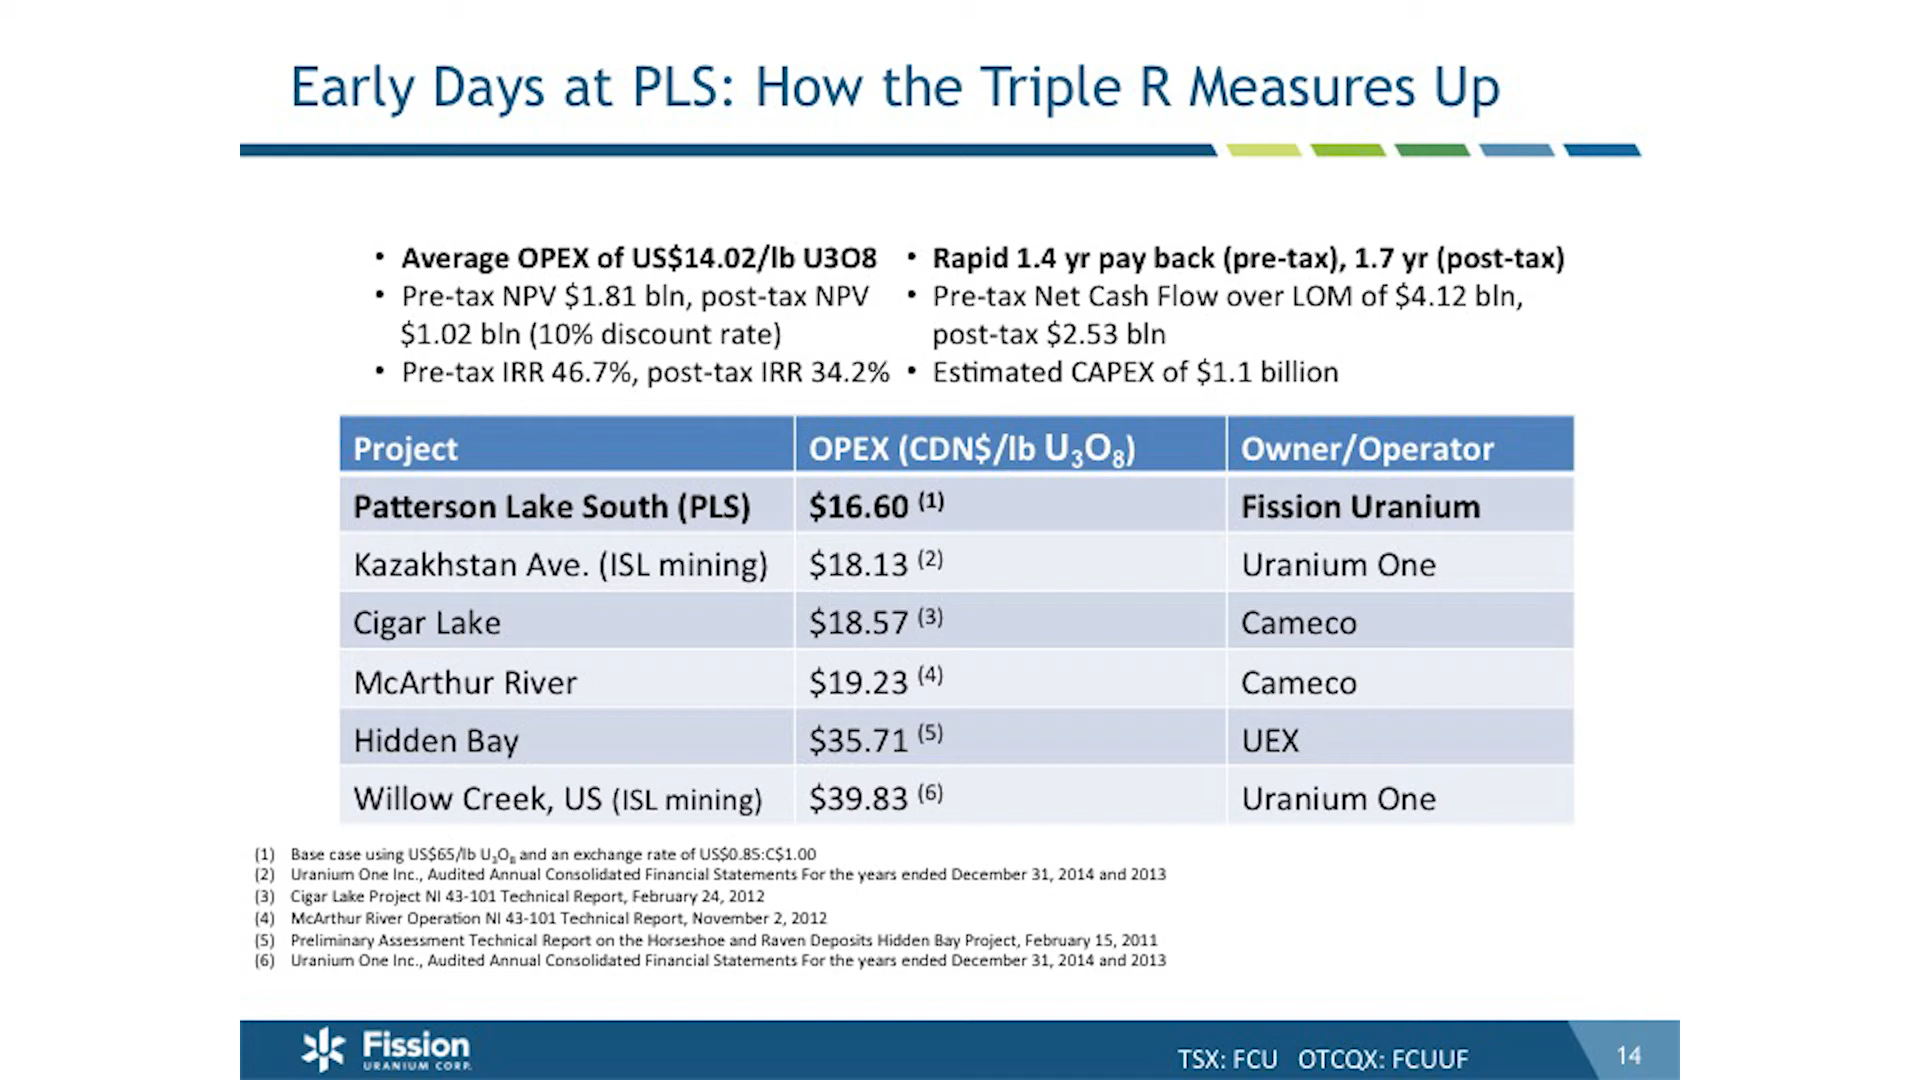 Early Days at PLS: How the Triple R Measures Up
• Average OPEX of US$14.02/lb U3O8
• Pre-tax NPV $1.81 bln, post-tax NPV
$1.02 bln (10% discount rate)
• Pre-tax IRR 46.7%, post-tax IRR 34.2%
• Rapid 1.4 yr pay back (pre-tax), 1.7 yr (post-tax)
• Pre-tax Net Cash Flow over LOM of $4.12 bln,
post-tax $2.53 bln
• Estimated CAPEX of $1.1 billion
Project OPEX (CDN$/lb U₃O₈) Owner/Operator
Patterson Lake South (PLS) $16.60 (1) Fission Uranium
Kazakhstan Ave. (ISL mining) $18.13 (2) Uranium One
Cigar Lake $18.57 (3) Cameco
McArthur River $19.23 (4) Cameco
Hidden Bay $35.71 (5) UEX
Willow Creek, US (ISL mining) $39.83 (6) Uranium One
(1) Base case using US$65/lb U₃O₈ and an exchange rate of US$0.85:C$1.00
(2) Uranium One Inc., Audited Annual Consolidated Financial Statements For the years ended December 31, 2014 and 2013
(3) Cigar Lake Project NI 43-101 Technical Report, February 24, 2012
(4) McArthur River Operation NI 43-101 Technical Report, November 2, 2012
(5) Preliminary Assessment Technical Report on the Horseshoe and Raven Deposits Hidden Bay Project, February 15, 2011
(6) Uranium One Inc., Audited Annual Consolidated Financial Statements For the years ended December 31, 2014 and 2013
Fission
URANIUM CORP.
TSX: FCU OTCQX: FCUUF
14